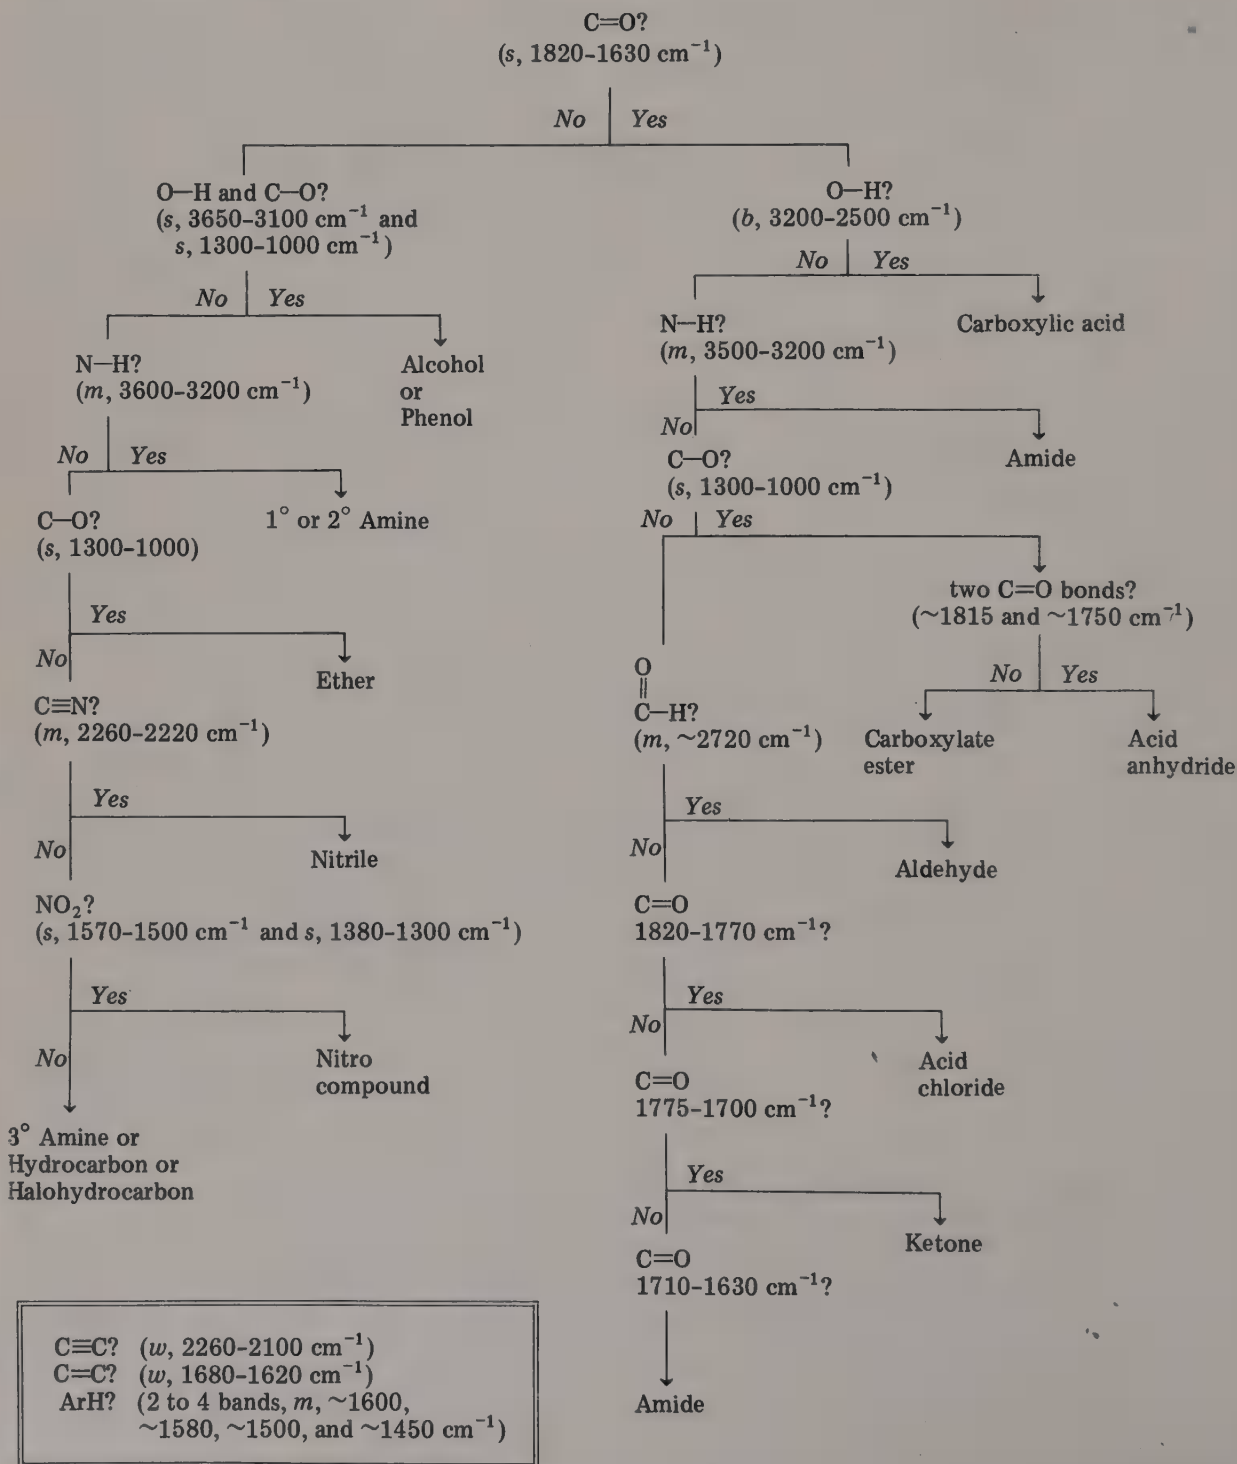 C=O?
(s, 1820-1630 cm⁻¹)
No Yes
O—H and C—O?
(s, 3650-3100 cm⁻¹ and
s, 1300-1000 cm⁻¹)
No Yes
N—H?
(m, 3600-3200 cm⁻¹)
Alcohol
or
Phenol
No Yes
C—O?
(s, 1300-1000)
1° or 2° Amine
Yes
No
Ether
C≡N?
(m, 2260-2220 cm⁻¹)
Yes
No
Nitrile
NO₂?
(s, 1570-1500 cm⁻¹ and s, 1380-1300 cm⁻¹)
Yes
No
Nitro
compound
3° Amine or
Hydrocarbon or
Halohydrocarbon
O—H?
(b, 3200-2500 cm⁻¹)
No Yes
N—H?
(m, 3500-3200 cm⁻¹)
Carboxylic acid
Yes
No
Amide
C—O?
(s, 1300-1000 cm⁻¹)
No Yes
two C=O bonds?
(~1815 and ~1750 cm⁻¹)
No Yes
Carboxylate
ester
Acid
anhydride
O
||
C—H?
(m, ~2720 cm⁻¹)
Yes
No
Aldehyde
C=O
1820-1770 cm⁻¹?
Yes
No
Acid
chloride
C=O
1775-1700 cm⁻¹?
Yes
No
Ketone
C=O
1710-1630 cm⁻¹?
Amide
C≡C? (w, 2260-2100 cm⁻¹)
C=C? (w, 1680-1620 cm⁻¹)
ArH? (2 to 4 bands, m, ~1600,
~1580, ~1500, and ~1450 cm⁻¹)